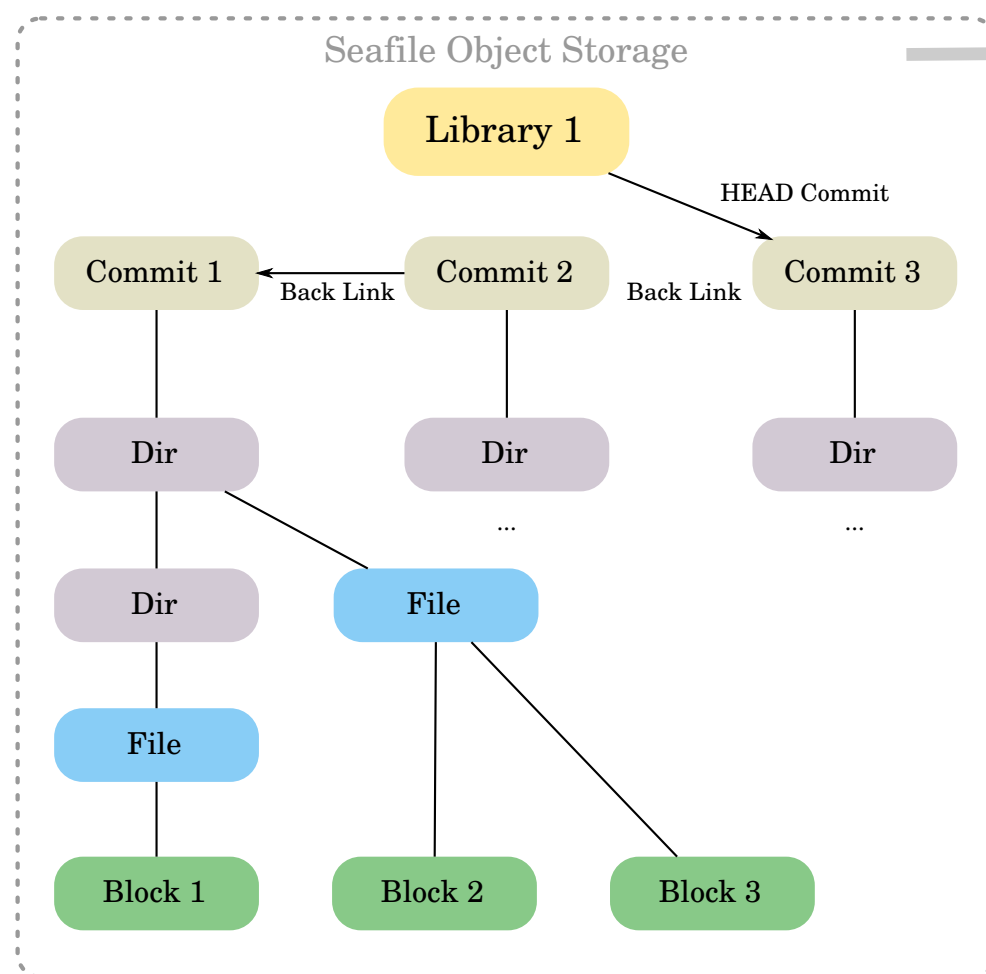 Seafile Object Storage
Library 1
HEAD Commit
Commit 1
Back Link
Commit 2
Back Link
Commit 3
Dir
Dir
Dir
...
...
Dir
File
File
Block 1
Block 2
Block 3